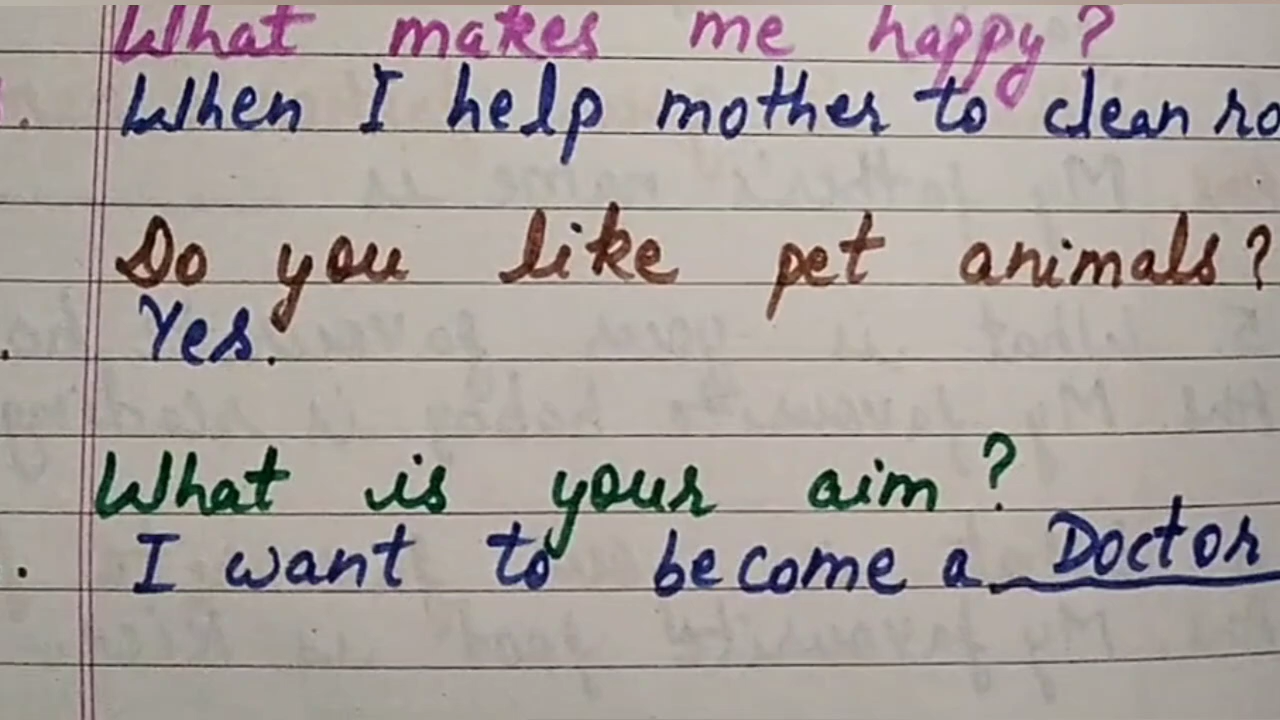 What makes me happy?
When I help mother to clean ro
Do you like pet animals?
Yes.
What is your aim?
I want to become a Doctor